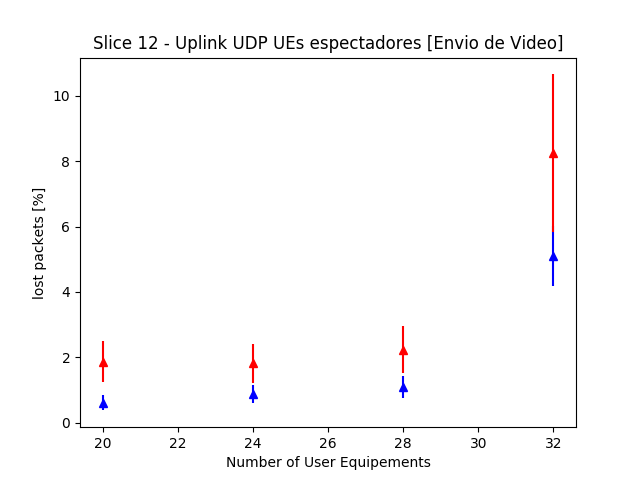 Slice 12 - Uplink UDP UEs espectadores [Envio de Video]
lost packets [%]
10
8
6
4
2
0
20 22 24 26 28 30 32
Number of User Equipements